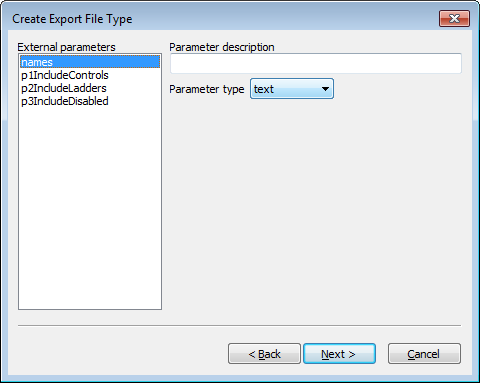 Create Export File Type
External parameters
names
p1IncludeControls
p2IncludeLadders
p3IncludeDisabled
Parameter description
Parameter type text
< Back Next > Cancel